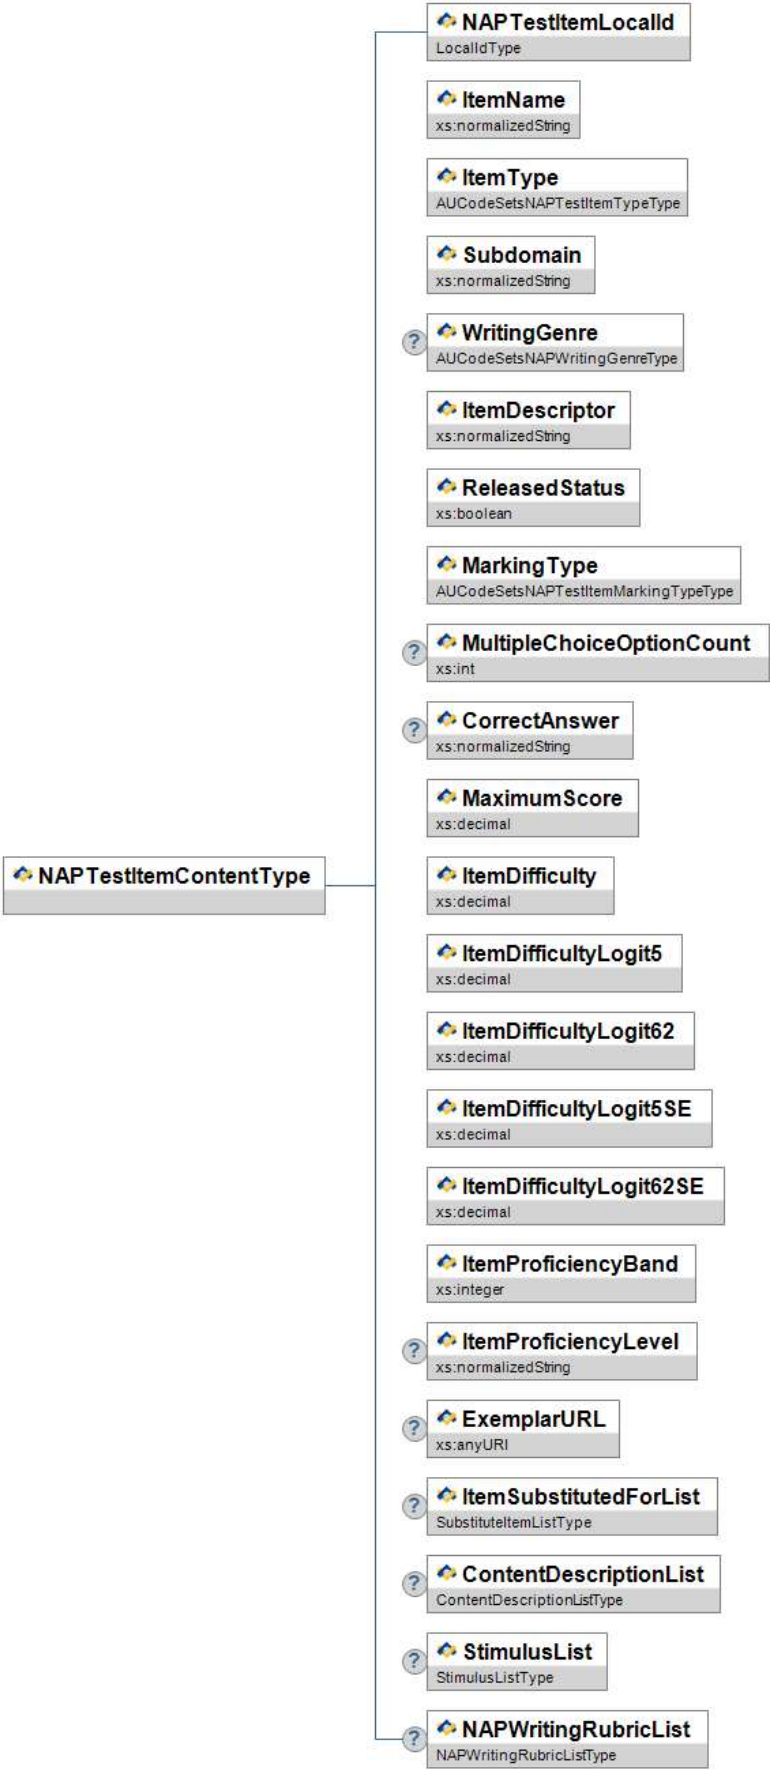 NAPTestItemLocalId
LocalIdType
ItemName
xs:normalizedString
ItemType
AUCodeSetsNAPTestItemTypeType
Subdomain
xs:normalizedString
?
WritingGenre
AUCodeSetsNAPWritingGenreType
ItemDescriptor
xs:normalizedString
ReleasedStatus
xs:boolean
MarkingType
AUCodeSetsNAPTestItemMarkingTypeType
?
MultipleChoiceOptionCount
xs:int
?
CorrectAnswer
xs:normalizedString
MaximumScore
xs:decimal
NAPTestItemContentType
ItemDifficulty
xs:decimal
ItemDifficultyLogit5
xs:decimal
ItemDifficultyLogit62
xs:decimal
ItemDifficultyLogit5SE
xs:decimal
ItemDifficultyLogit62SE
xs:decimal
ItemProficiencyBand
xs:integer
?
ItemProficiencyLevel
xs:normalizedString
?
ExemplarURL
xs:anyURI
?
ItemSubstitutedForList
SubstituteItemListType
?
ContentDescriptionList
ContentDescriptionListType
?
StimulusList
StimulusListType
?
NAPWritingRubricList
NAPWritingRubricListType